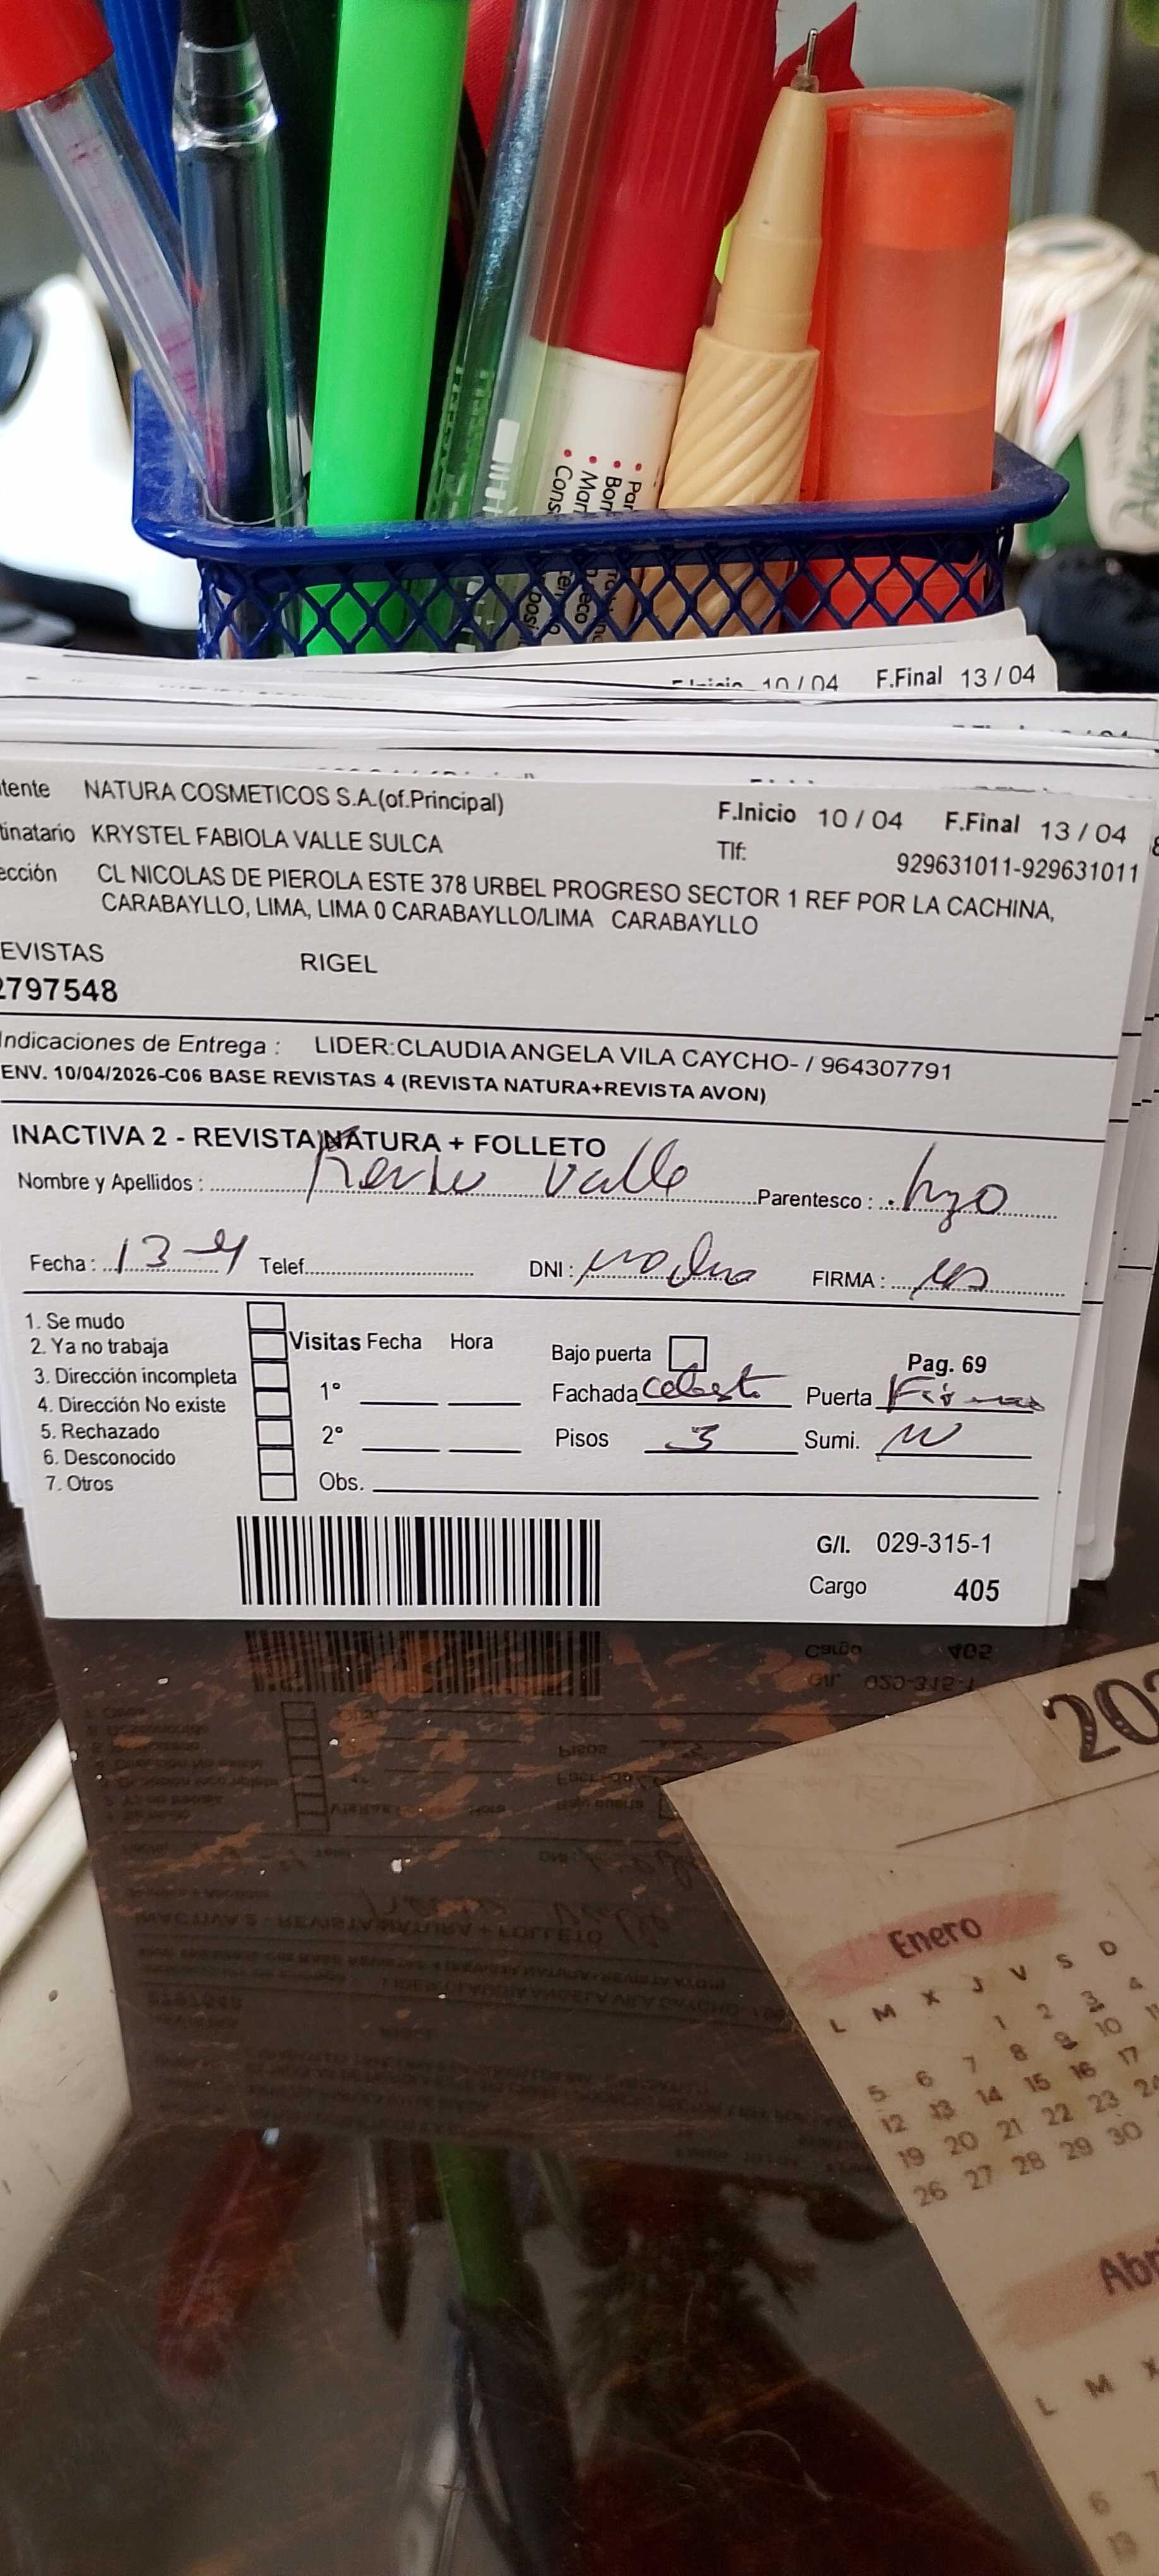 F.Inicio 10 / 04 F.Final 13 / 04
tente NATURA COSMETICOS S.A.(of.Principal)
F.Inicio 10 / 04 F.Final 13 / 04
tinatario KRYSTEL FABIOLA VALLE SULCA
Tlf: 929631011-929631011
ección CL NICOLAS DE PIEROLA ESTE 378 URBEL PROGRESO SECTOR 1 REF POR LA CACHINA,
CARABAYLLO, LIMA, LIMA 0 CARABAYLLO/LIMA CARABAYLLO
EVISTAS RIGEL
2797548
Indicaciones de Entrega : LIDER:CLAUDIA ANGELA VILA CAYCHO- / 964307791
ENV. 10/04/2026-C06 BASE REVISTAS 4 (REVISTA NATURA+REVISTA AVON)
INACTIVA 2 - REVISTA NATURA + FOLLETO
Nombre y Apellidos : Valle Parentesco : hijo
Fecha : 13-4 Telef. DNI : FIRMA :
1. Se mudo
2. Ya no trabaja
3. Dirección incompleta
4. Dirección No existe
5. Rechazado
6. Desconocido
7. Otros
Visitas Fecha Hora
1°
2°
Obs.
Bajo puerta
Pag. 69
Fachada celeste Puerta
Pisos 3 Sumi.
G/I. 029-315-1
Cargo 405
202
Enero
L M X J V S D
1 2 3 4
5 6 7 8 9 10 11
12 13 14 15 16 17
19 20 21 22 23 24
26 27 28 29 30
Abri
L M X
6 7